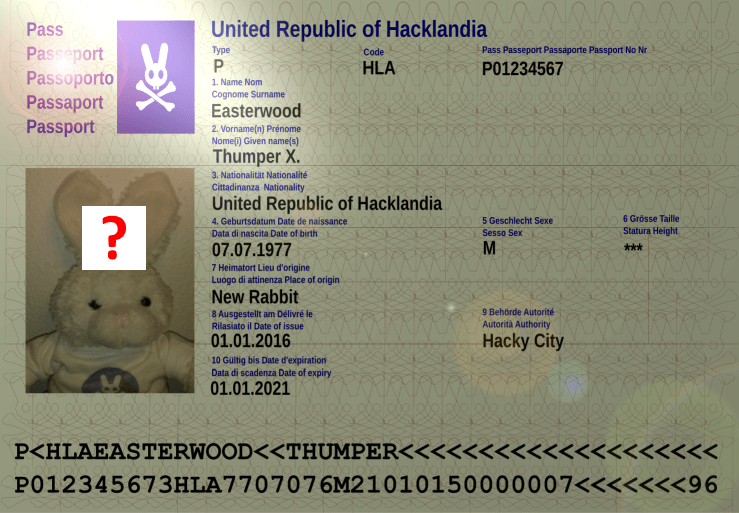 Pass
Passeport
Passoporto
Passaport
Passport
United Republic of Hacklandia
Type
Code
Pass Passeport Passaporte Passport No Nr
P
HLA
P01234567
1. Name Nom
Cognome Surname
Easterwood
2. Vorname(n) Prénome
Nome(i) Given name(s)
Thumper X.
3. Nationalität Nationalité
Cittadinanza Nationality
United Republic of Hacklandia
4. Geburtsdatum Date de naissance
Data di nascita Date of birth
07.07.1977
5 Geschlecht Sexe
Sesso Sex
M
6 Grösse Taille
Statura Height
***
7 Heimatort Lieu d'origine
Luogo di attinenza Place of origin
New Rabbit
8 Ausgestellt am Délivré le
Rilasiato il Date of issue
01.01.2016
9 Behörde Autorité
Autorità Authority
Hacky City
10 Gültig bis Date d'expiration
Data di scadenza Date of expiry
01.01.2021
?
P<HLAEASTERWOOD<<THUMPER<<<<<<<<<<<<<<<<<<<<
P012345673HLA7707076M21010150000007<<<<<<<96